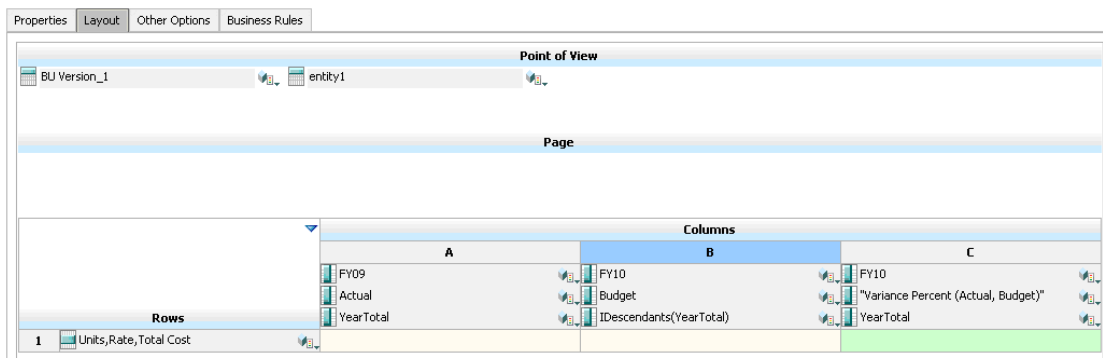 Properties Layout Other Options Business Rules
Point of View
BU Version_1 entity1
Page
Columns
A B C
FY09 FY10 FY10
Actual Budget "Variance Percent (Actual, Budget)"
Rows YearTotal IDescendants(YearTotal) YearTotal
1 Units,Rate,Total Cost